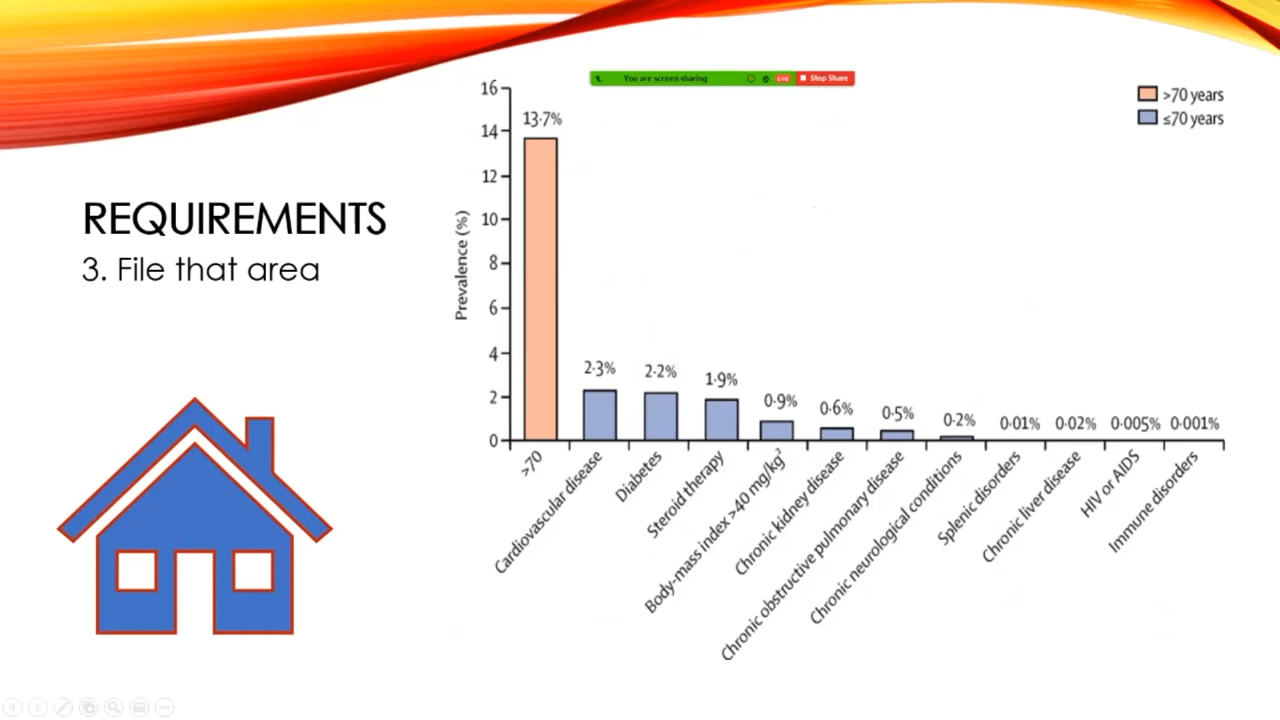 You are screen sharing
LIVE
Stop Share
REQUIREMENTS
3. File that area
>70 years
≤70 years
Prevalence (%)
16
14
12
10
8
6
4
2
0
13·7%
2·3%
2·2%
1·9%
0·9%
0·6%
0·5%
0·2%
0·01%
0·02%
0·005%
0·001%
>70
Cardiovascular disease
Diabetes
Steroid therapy
Body-mass index >40 mg/kg²
Chronic kidney disease
Chronic obstructive pulmonary disease
Chronic neurological conditions
Splenic disorders
Chronic liver disease
HIV or AIDS
Immune disorders